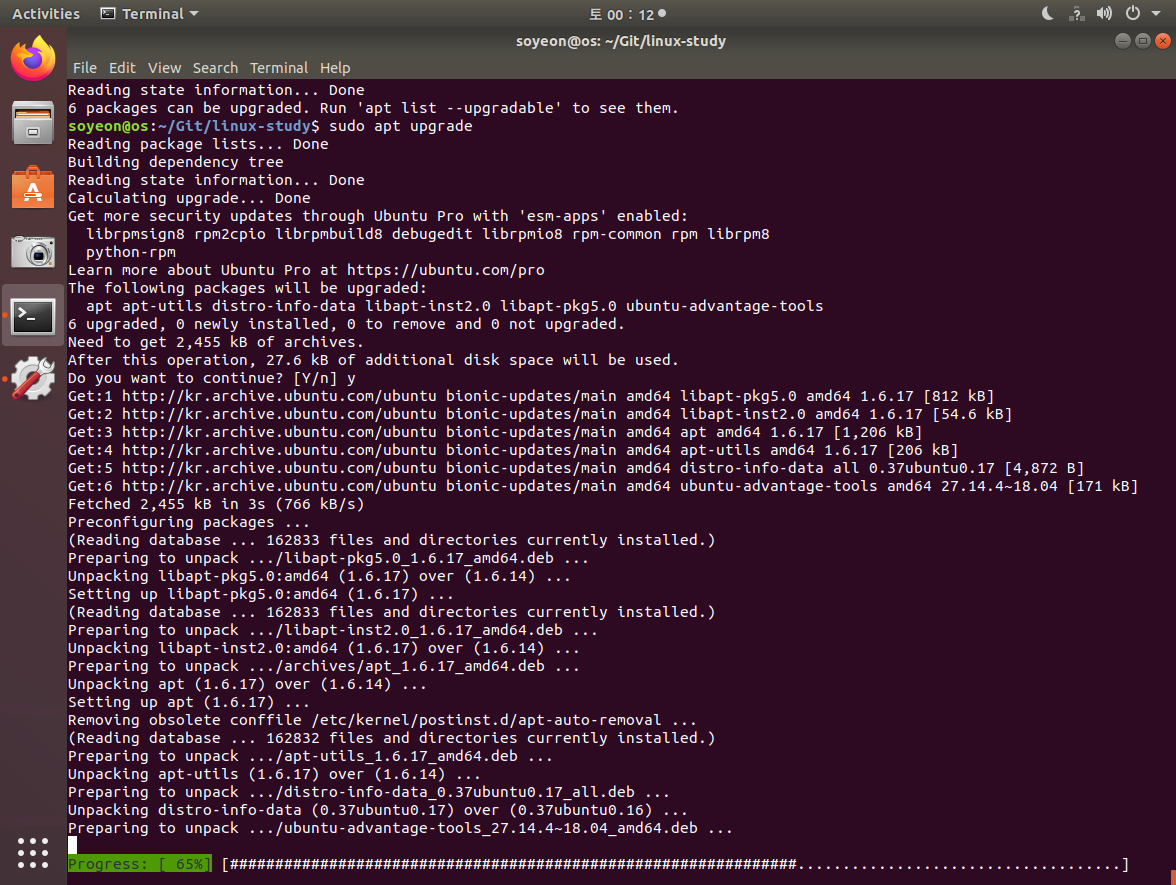 Activities Terminal 토 00 : 12
soyeon@os: ~/Git/linux-study
File Edit View Search Terminal Help
Reading state information... Done
6 packages can be upgraded. Run 'apt list --upgradable' to see them.
soyeon@os:~/Git/linux-study$ sudo apt upgrade
Reading package lists... Done
Building dependency tree
Reading state information... Done
Calculating upgrade... Done
Get more security updates through Ubuntu Pro with 'esm-apps' enabled:
  librpmsign8 rpm2cpio librpmbuild8 debugedit librpmio8 rpm-common rpm librpm8
  python-rpm
Learn more about Ubuntu Pro at https://ubuntu.com/pro
The following packages will be upgraded:
  apt apt-utils distro-info-data libapt-inst2.0 libapt-pkg5.0 ubuntu-advantage-tools
6 upgraded, 0 newly installed, 0 to remove and 0 not upgraded.
Need to get 2,455 kB of archives.
After this operation, 27.6 kB of additional disk space will be used.
Do you want to continue? [Y/n] y
Get:1 http://kr.archive.ubuntu.com/ubuntu bionic-updates/main amd64 libapt-pkg5.0 amd64 1.6.17 [812 kB]
Get:2 http://kr.archive.ubuntu.com/ubuntu bionic-updates/main amd64 libapt-inst2.0 amd64 1.6.17 [54.6 kB]
Get:3 http://kr.archive.ubuntu.com/ubuntu bionic-updates/main amd64 apt amd64 1.6.17 [1,206 kB]
Get:4 http://kr.archive.ubuntu.com/ubuntu bionic-updates/main amd64 apt-utils amd64 1.6.17 [206 kB]
Get:5 http://kr.archive.ubuntu.com/ubuntu bionic-updates/main amd64 distro-info-data all 0.37ubuntu0.17 [4,872 B]
Get:6 http://kr.archive.ubuntu.com/ubuntu bionic-updates/main amd64 ubuntu-advantage-tools amd64 27.14.4~18.04 [171 kB]
Fetched 2,455 kB in 3s (766 kB/s)
Preconfiguring packages ...
(Reading database ... 162833 files and directories currently installed.)
Preparing to unpack .../libapt-pkg5.0_1.6.17_amd64.deb ...
Unpacking libapt-pkg5.0:amd64 (1.6.17) over (1.6.14) ...
Setting up libapt-pkg5.0:amd64 (1.6.17) ...
(Reading database ... 162833 files and directories currently installed.)
Preparing to unpack .../libapt-inst2.0_1.6.17_amd64.deb ...
Unpacking libapt-inst2.0:amd64 (1.6.17) over (1.6.14) ...
Preparing to unpack .../archives/apt_1.6.17_amd64.deb ...
Unpacking apt (1.6.17) over (1.6.14) ...
Setting up apt (1.6.17) ...
Removing obsolete conffile /etc/kernel/postinst.d/apt-auto-removal ...
(Reading database ... 162832 files and directories currently installed.)
Preparing to unpack .../apt-utils_1.6.17_amd64.deb ...
Unpacking apt-utils (1.6.17) over (1.6.14) ...
Preparing to unpack .../distro-info-data_0.37ubuntu0.17_all.deb ...
Unpacking distro-info-data (0.37ubuntu0.17) over (0.37ubuntu0.16) ...
Preparing to unpack .../ubuntu-advantage-tools_27.14.4~18.04_amd64.deb ...
Progress: [ 65%] [###############################################################....................................]